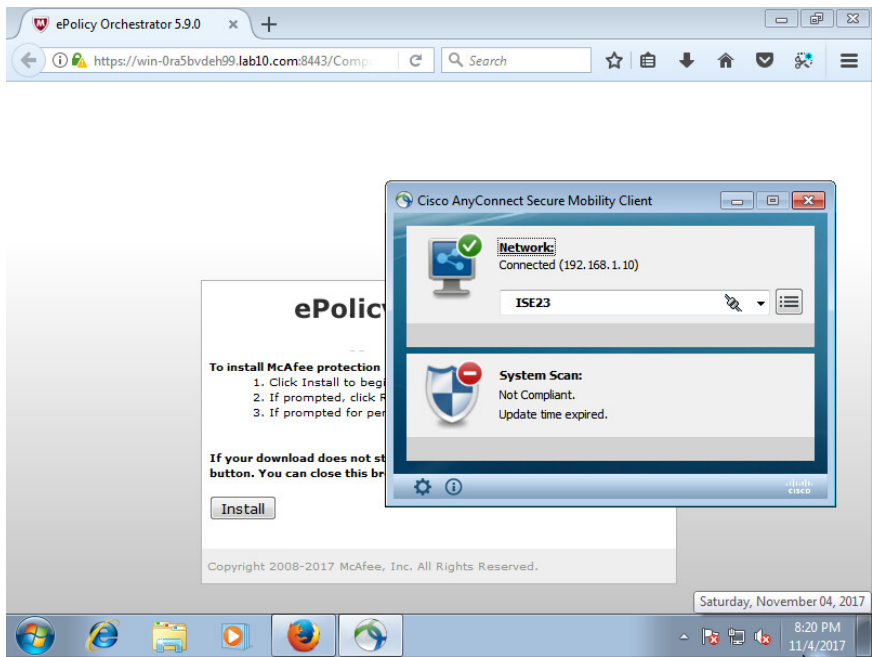 ePolicy Orchestrator 5.9.0
https://win-0ra5bvdeh99.lab10.com:8443/Comp
Search
Cisco AnyConnect Secure Mobility Client
Network:
Connected (192.168.1.10)
ISE23
System Scan:
Not Compliant.
Update time expired.
cisco
ePolicy
To install McAfee protection
1. Click Install to begi
2. If prompted, click R
3. If prompted for per
If your download does not st
button. You can close this br
Install
Copyright 2008-2017 McAfee, Inc. All Rights Reserved.
Saturday, November 04, 2017
8:20 PM
11/4/2017